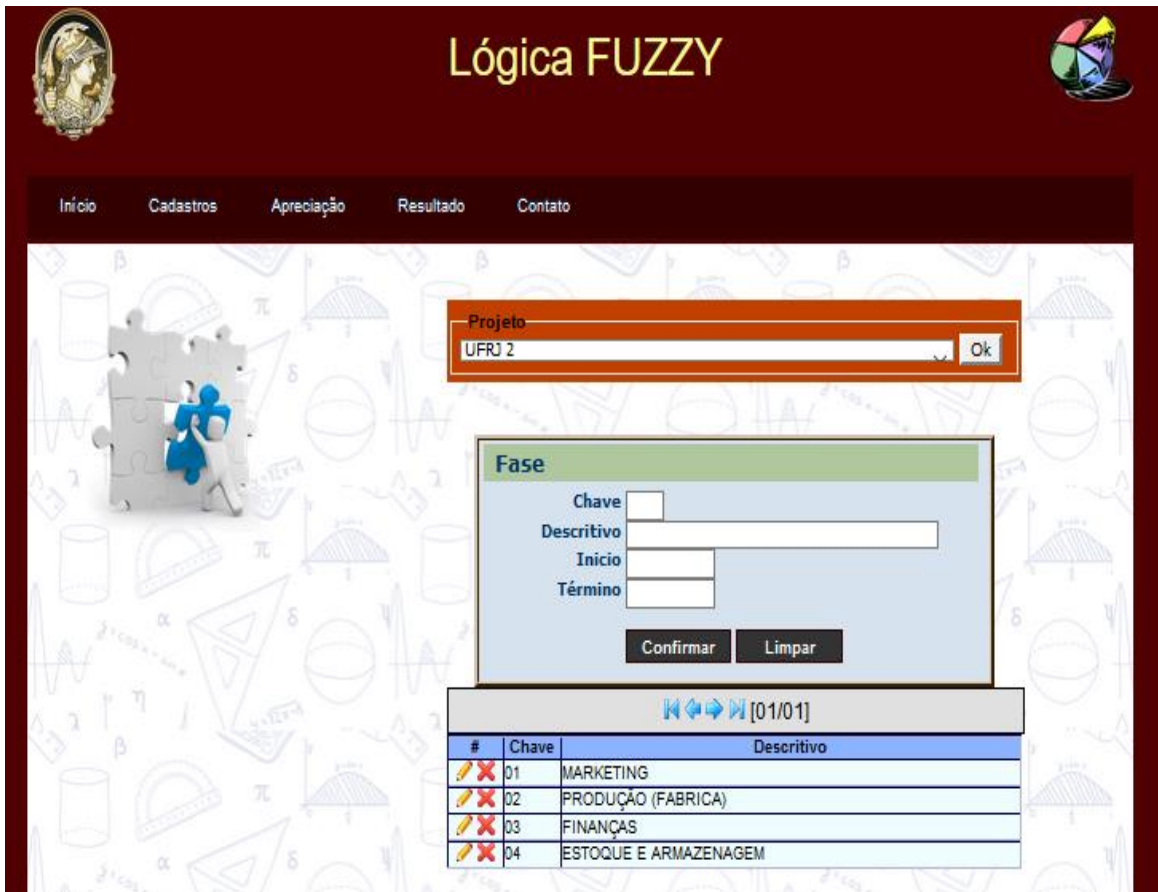 Lógica FUZZY
Início Cadastros Apreciação Resultado Contato
Projeto
UFRJ 2 Ok
Fase
Chave
Descritivo
Inicio
Término
Confirmar Limpar
[01/01]
# Chave Descritivo
01 MARKETING
02 PRODUÇÃO (FABRICA)
03 FINANÇAS
04 ESTOQUE E ARMAZENAGEM